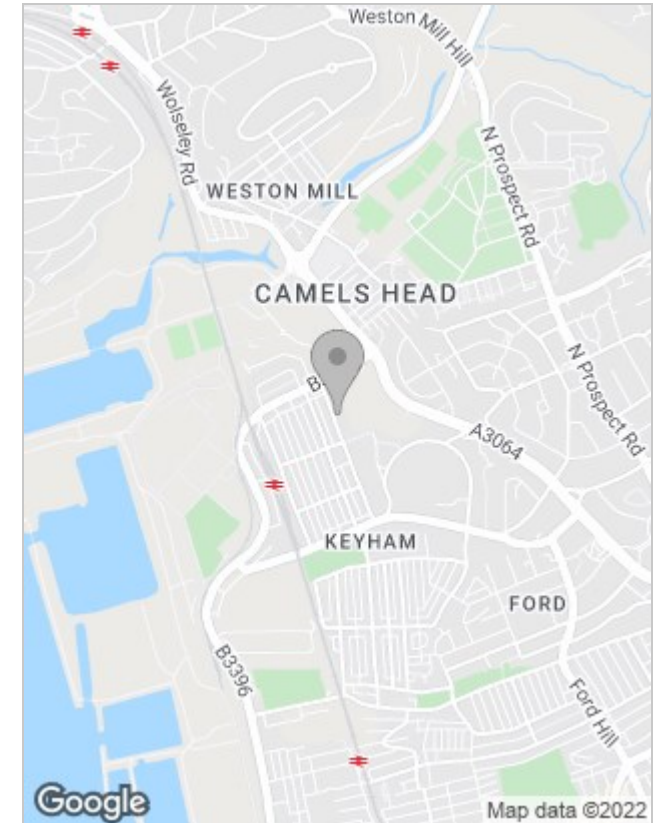 Weston Mill Hill
Wolseley Rd
N Prospect Rd
WESTON MILL
CAMELS HEAD
N Prospect Rd
A3064
KEYHAM
FORD
B3396
Ford Hill
Google
Map data ©2022